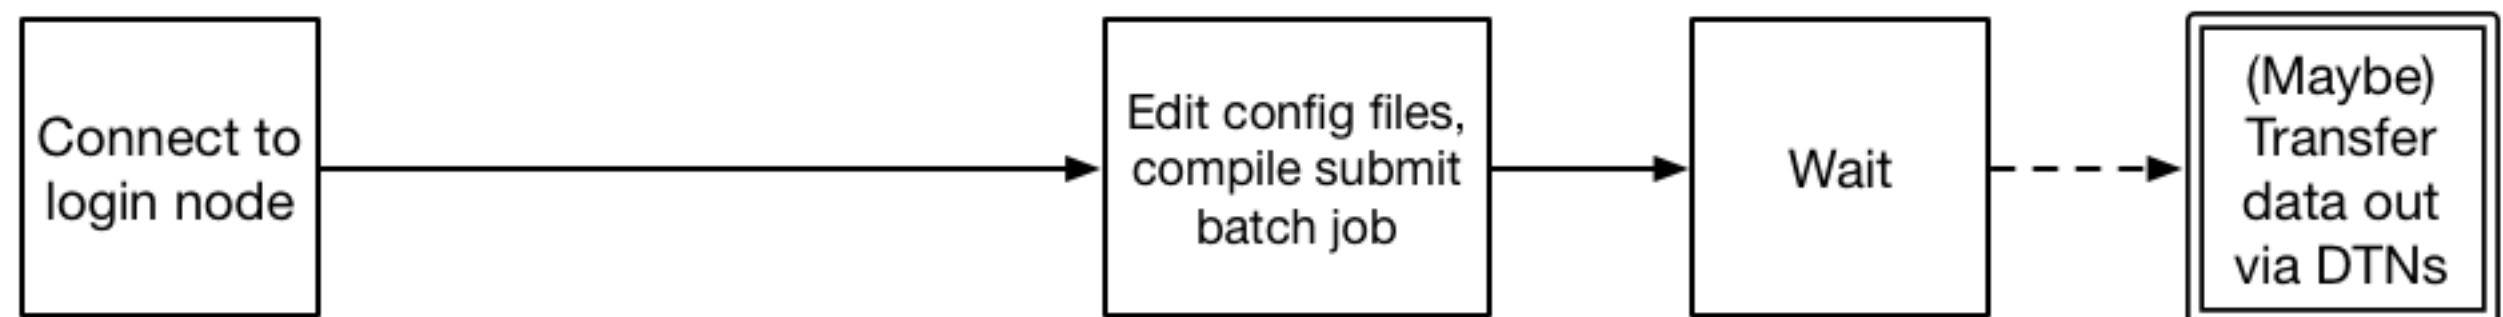 Connect to
login node
Edit config files,
compile submit
batch job
Wait
(Maybe)
Transfer
data out
via DTNs